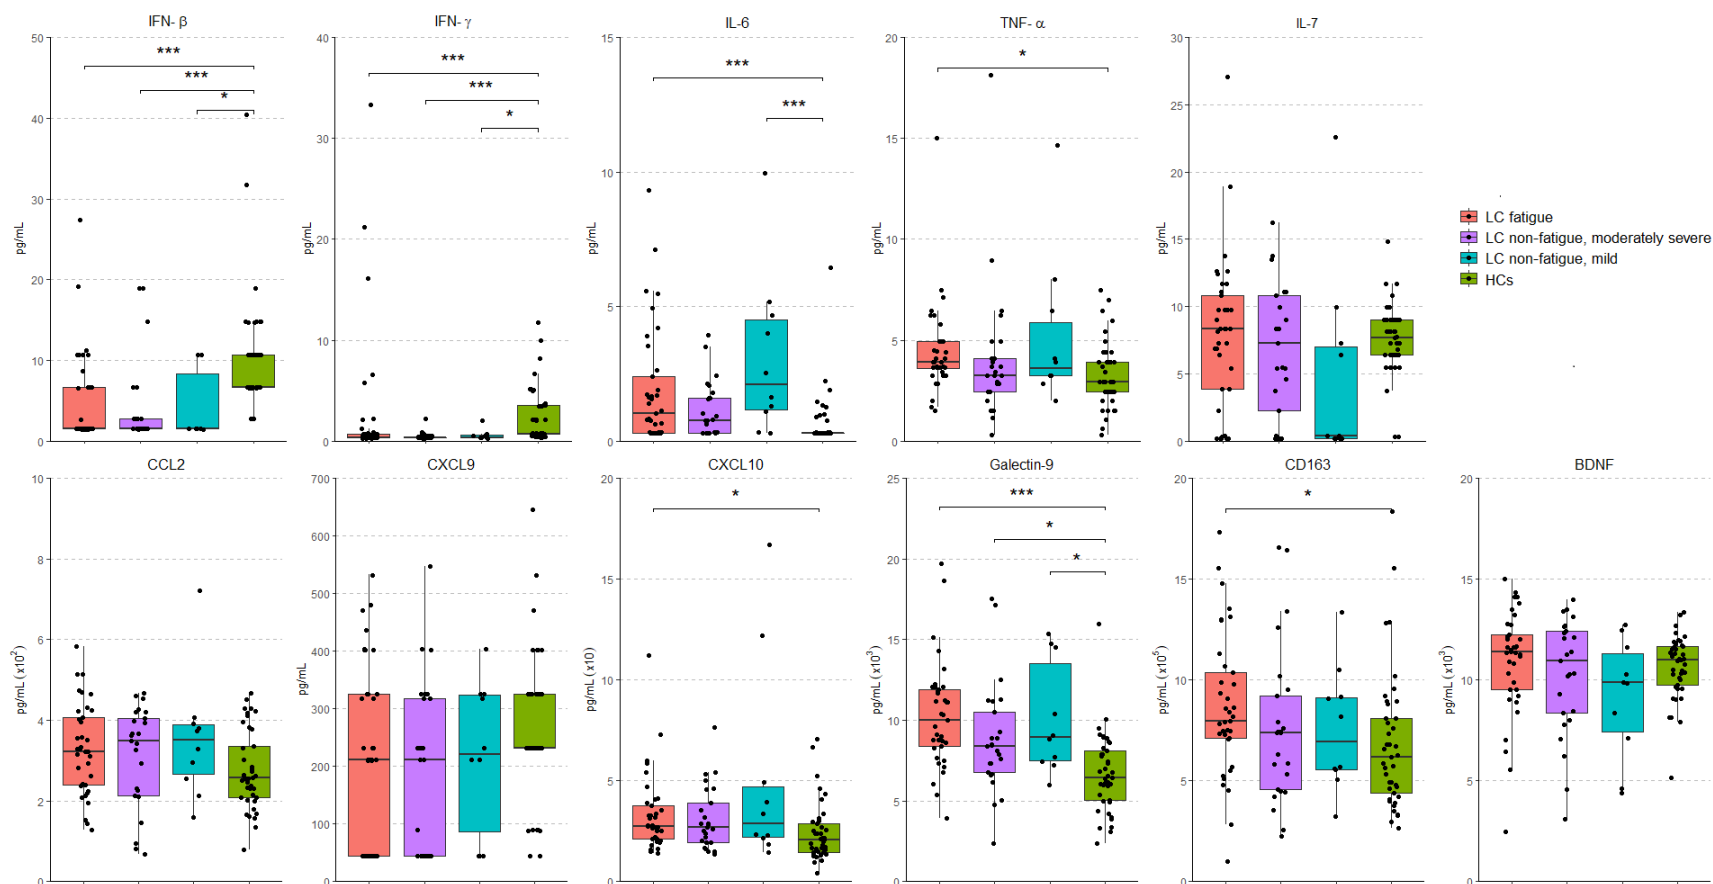 IFN- β
IFN- γ
IL-6
TNF- α
IL-7
50
40
30
20
10
0
pg/mL
***
***
*
40
30
20
10
0
pg/mL
***
***
*
15
10
5
0
pg/mL
***
***
20
15
10
5
0
pg/mL
*
30
25
20
15
10
5
0
pg/mL
LC fatigue
LC non-fatigue, moderately severe
LC non-fatigue, mild
HCs
CCL2
CXCL9
CXCL10
Galectin-9
CD163
BDNF
10
8
6
4
2
0
pg/mL ( x10²)
700
600
500
400
300
200
100
0
pg/mL
20
15
10
5
0
pg/mL (x10)
*
25
20
15
10
5
0
pg/mL ( x10³)
***
*
*
20
15
10
5
0
pg/mL ( x10⁵)
*
20
15
10
5
0
pg/mL ( x10³)